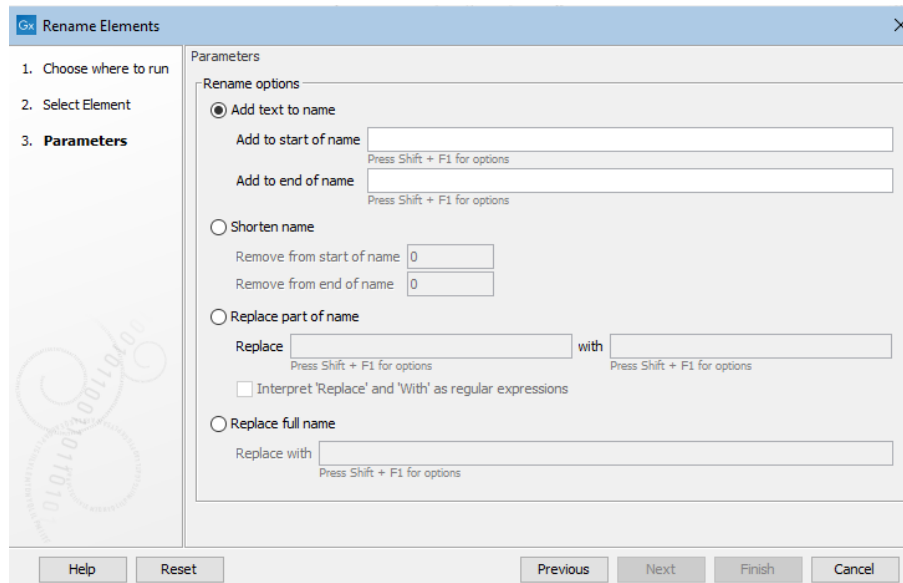 Gx Rename Elements
1. Choose where to run
2. Select Element
3. Parameters
Parameters
Rename options
Add text to name
Add to start of name
Press Shift + F1 for options
Add to end of name
Press Shift + F1 for options
Shorten name
Remove from start of name 0
Remove from end of name 0
Replace part of name
Replace with
Press Shift + F1 for options Press Shift + F1 for options
Interpret 'Replace' and 'With' as regular expressions
Replace full name
Replace with
Press Shift + F1 for options
Help Reset Previous Next Finish Cancel